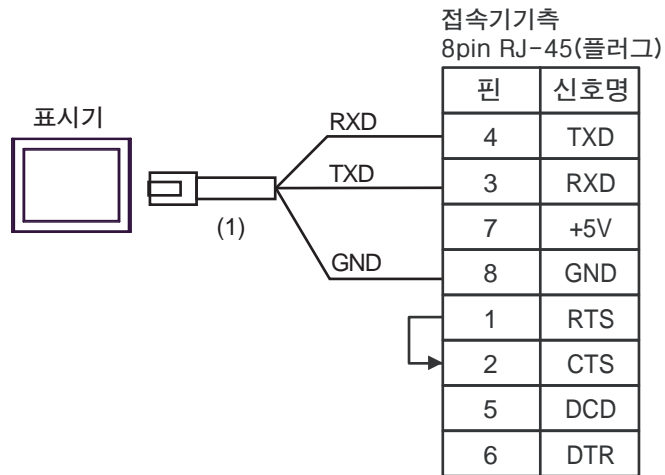 접속기기측
8pin RJ-45(플러그)
핀 신호명
표시기
RXD
4 TXD
TXD
3 RXD
(1)
7 +5V
GND
8 GND
1 RTS
2 CTS
5 DCD
6 DTR